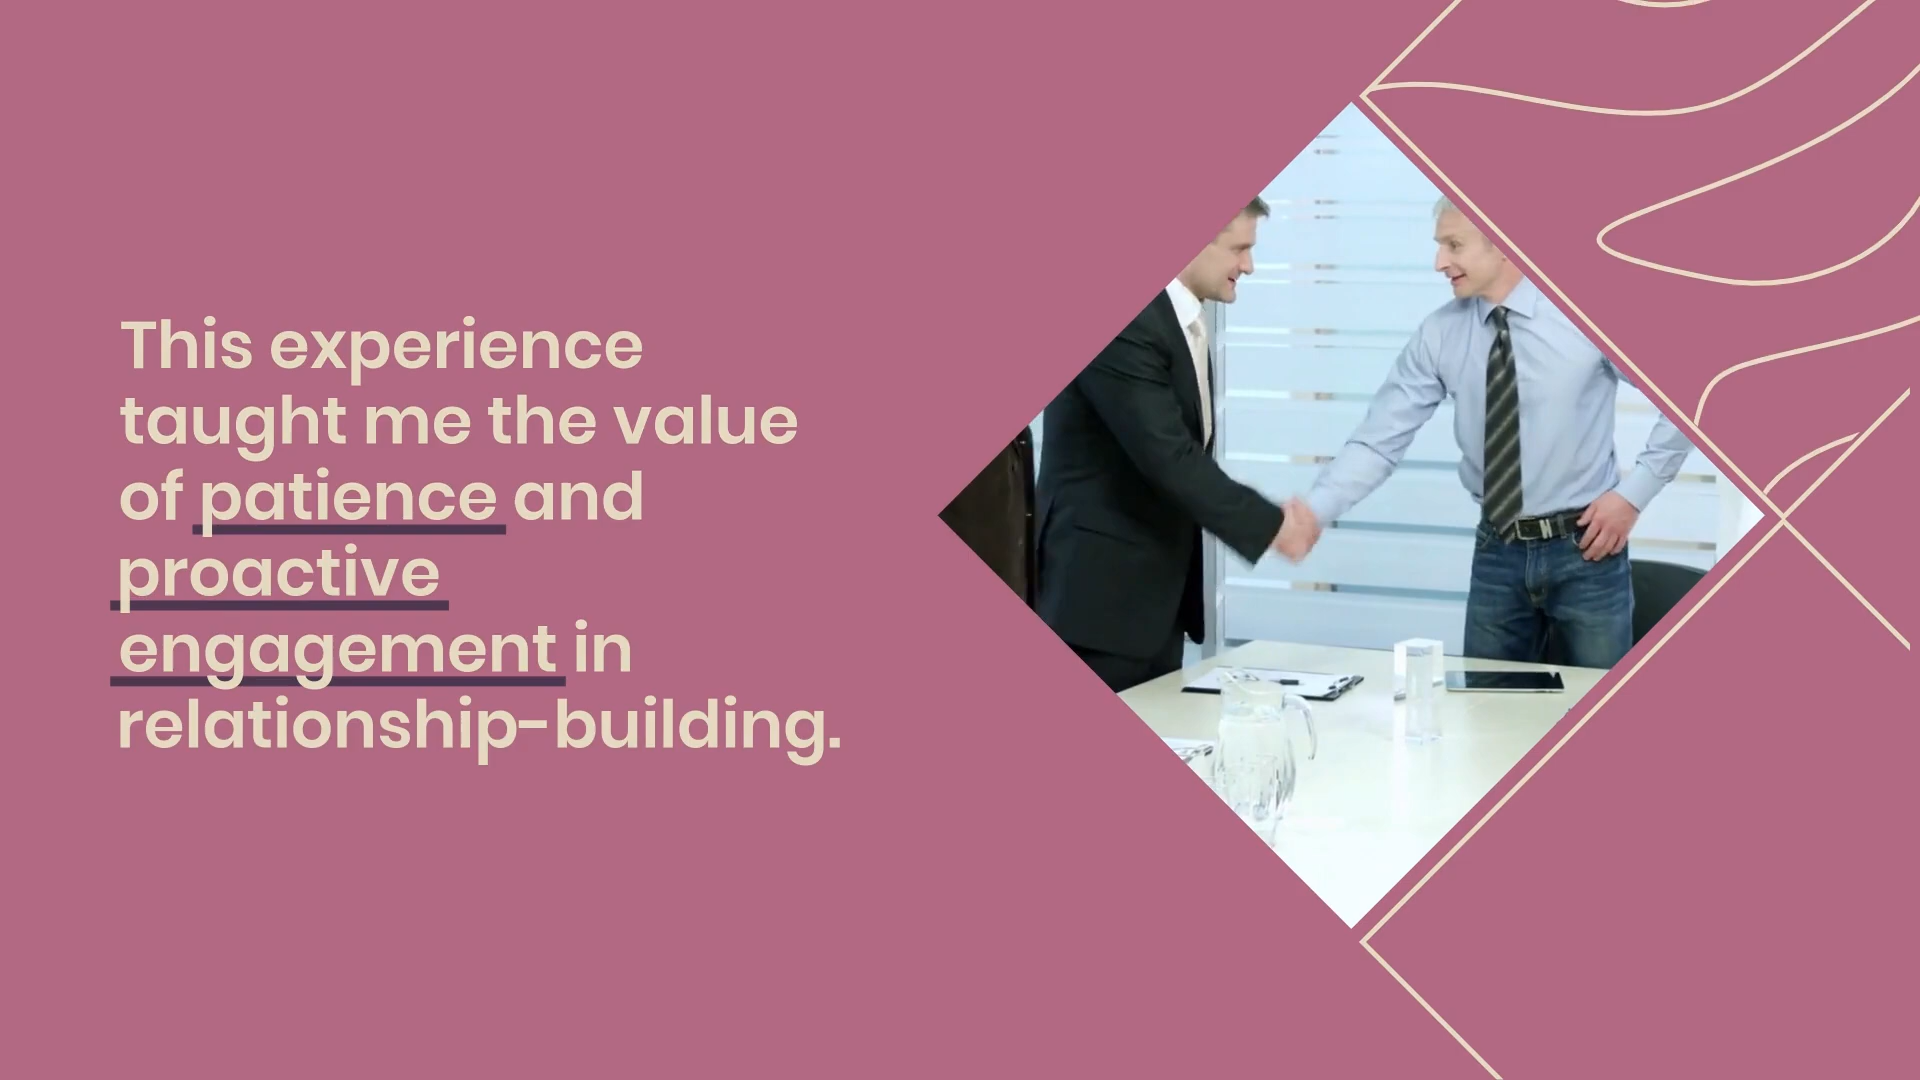 This experience
taught me the value
of patience and
proactive
engagement in
relationship-building.